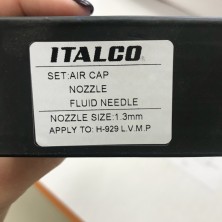 ITALCO
SET:AIR CAP
NOZZLE
FLUID NEEDLE
NOZZLE SIZE:1.3mm
APPLY TO: H-929 L.V.M.P